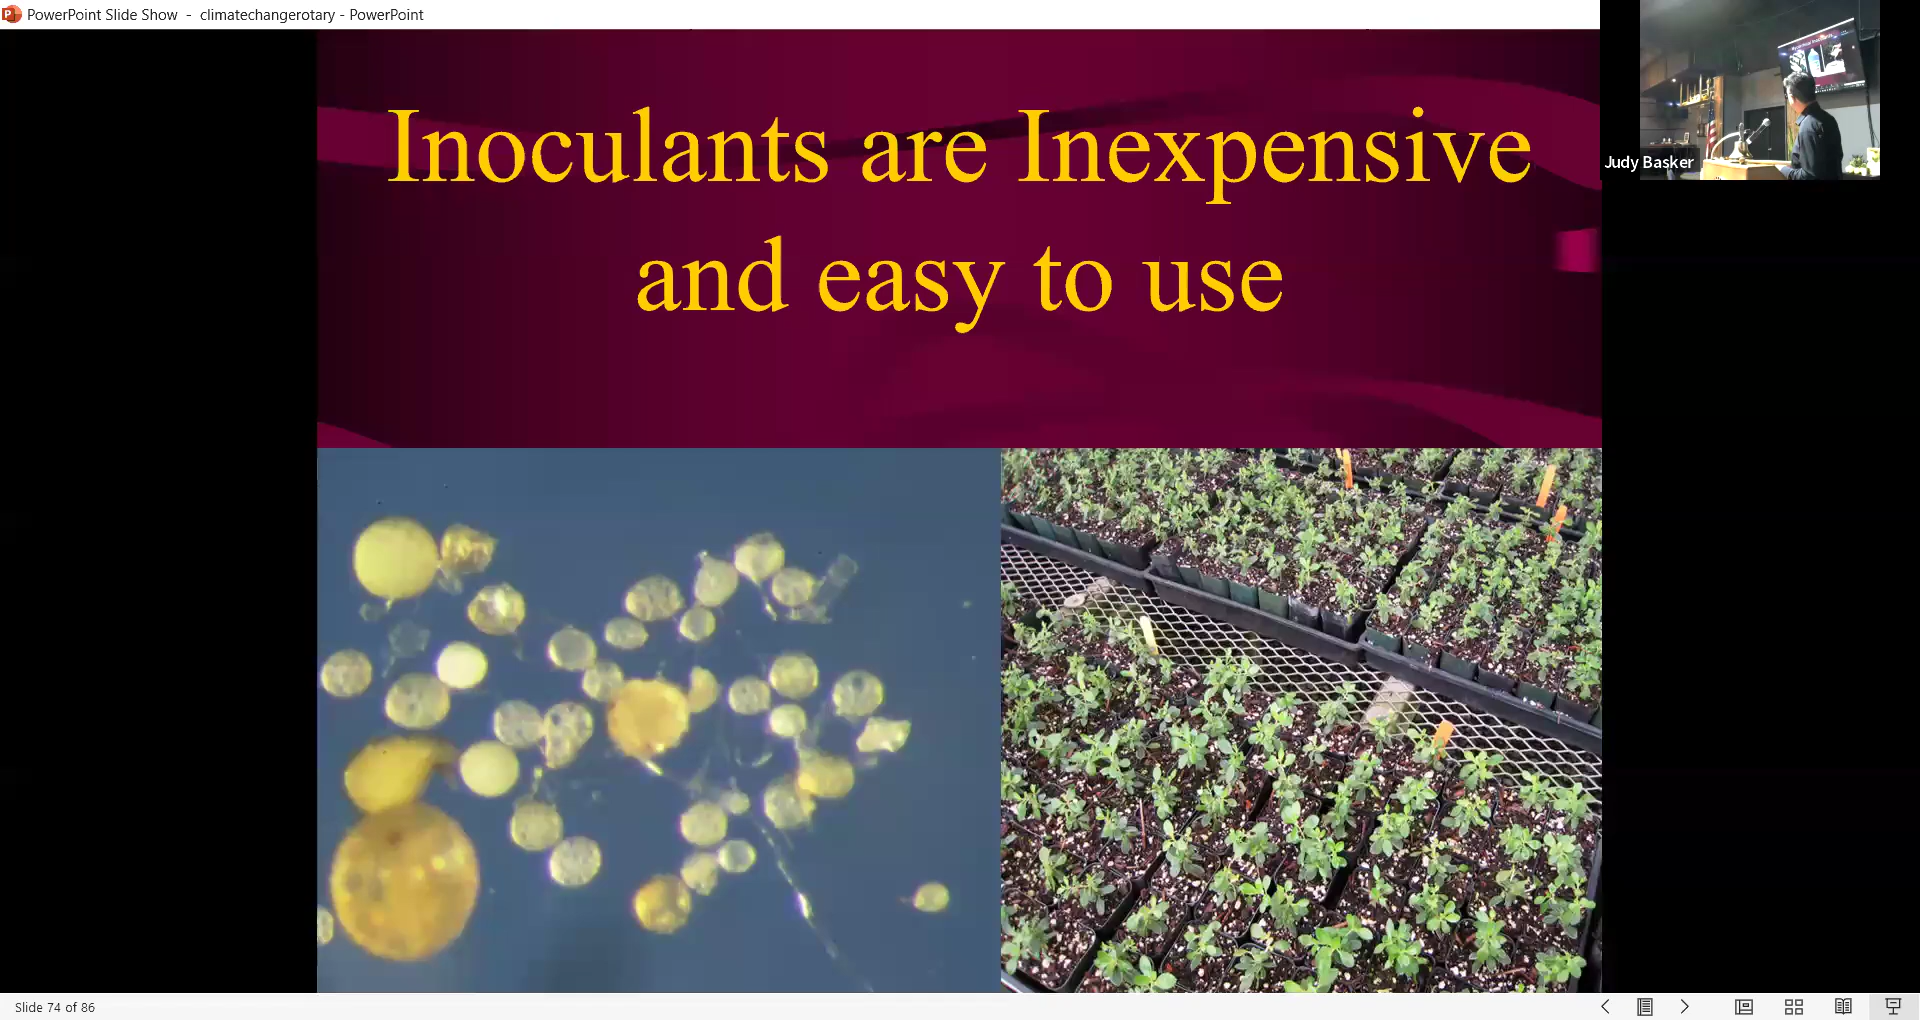 PowerPoint Slide Show - climatechangerotary - PowerPoint
Inoculants are Inexpensive
and easy to use
Judy Basker
Slide 74 of 86